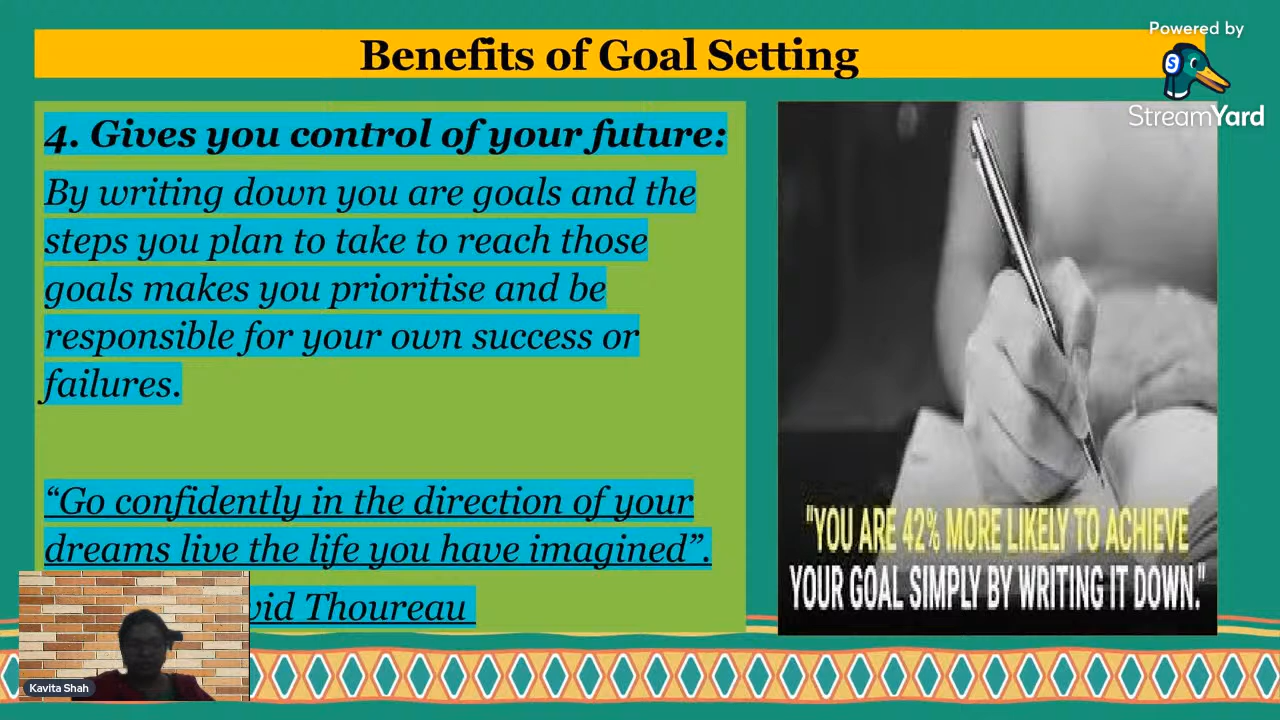 Benefits of Goal Setting
Powered by
S
StreamYard
4. Gives you control of your future:
By writing down you are goals and the
steps you plan to take to reach those
goals makes you prioritise and be
responsible for your own success or
failures.
“Go confidently in the direction of your
dreams live the life you have imagined”.
Thoureau
"YOU ARE 42% MORE LIKELY TO ACHIEVE
YOUR GOAL SIMPLY BY WRITING IT DOWN."
Kavita Shah